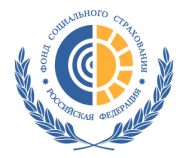 ФОНД СОЦИАЛЬНОГО СТРАХОВАНИЯ
РОССИЙСКАЯ ФЕДЕРАЦИЯ